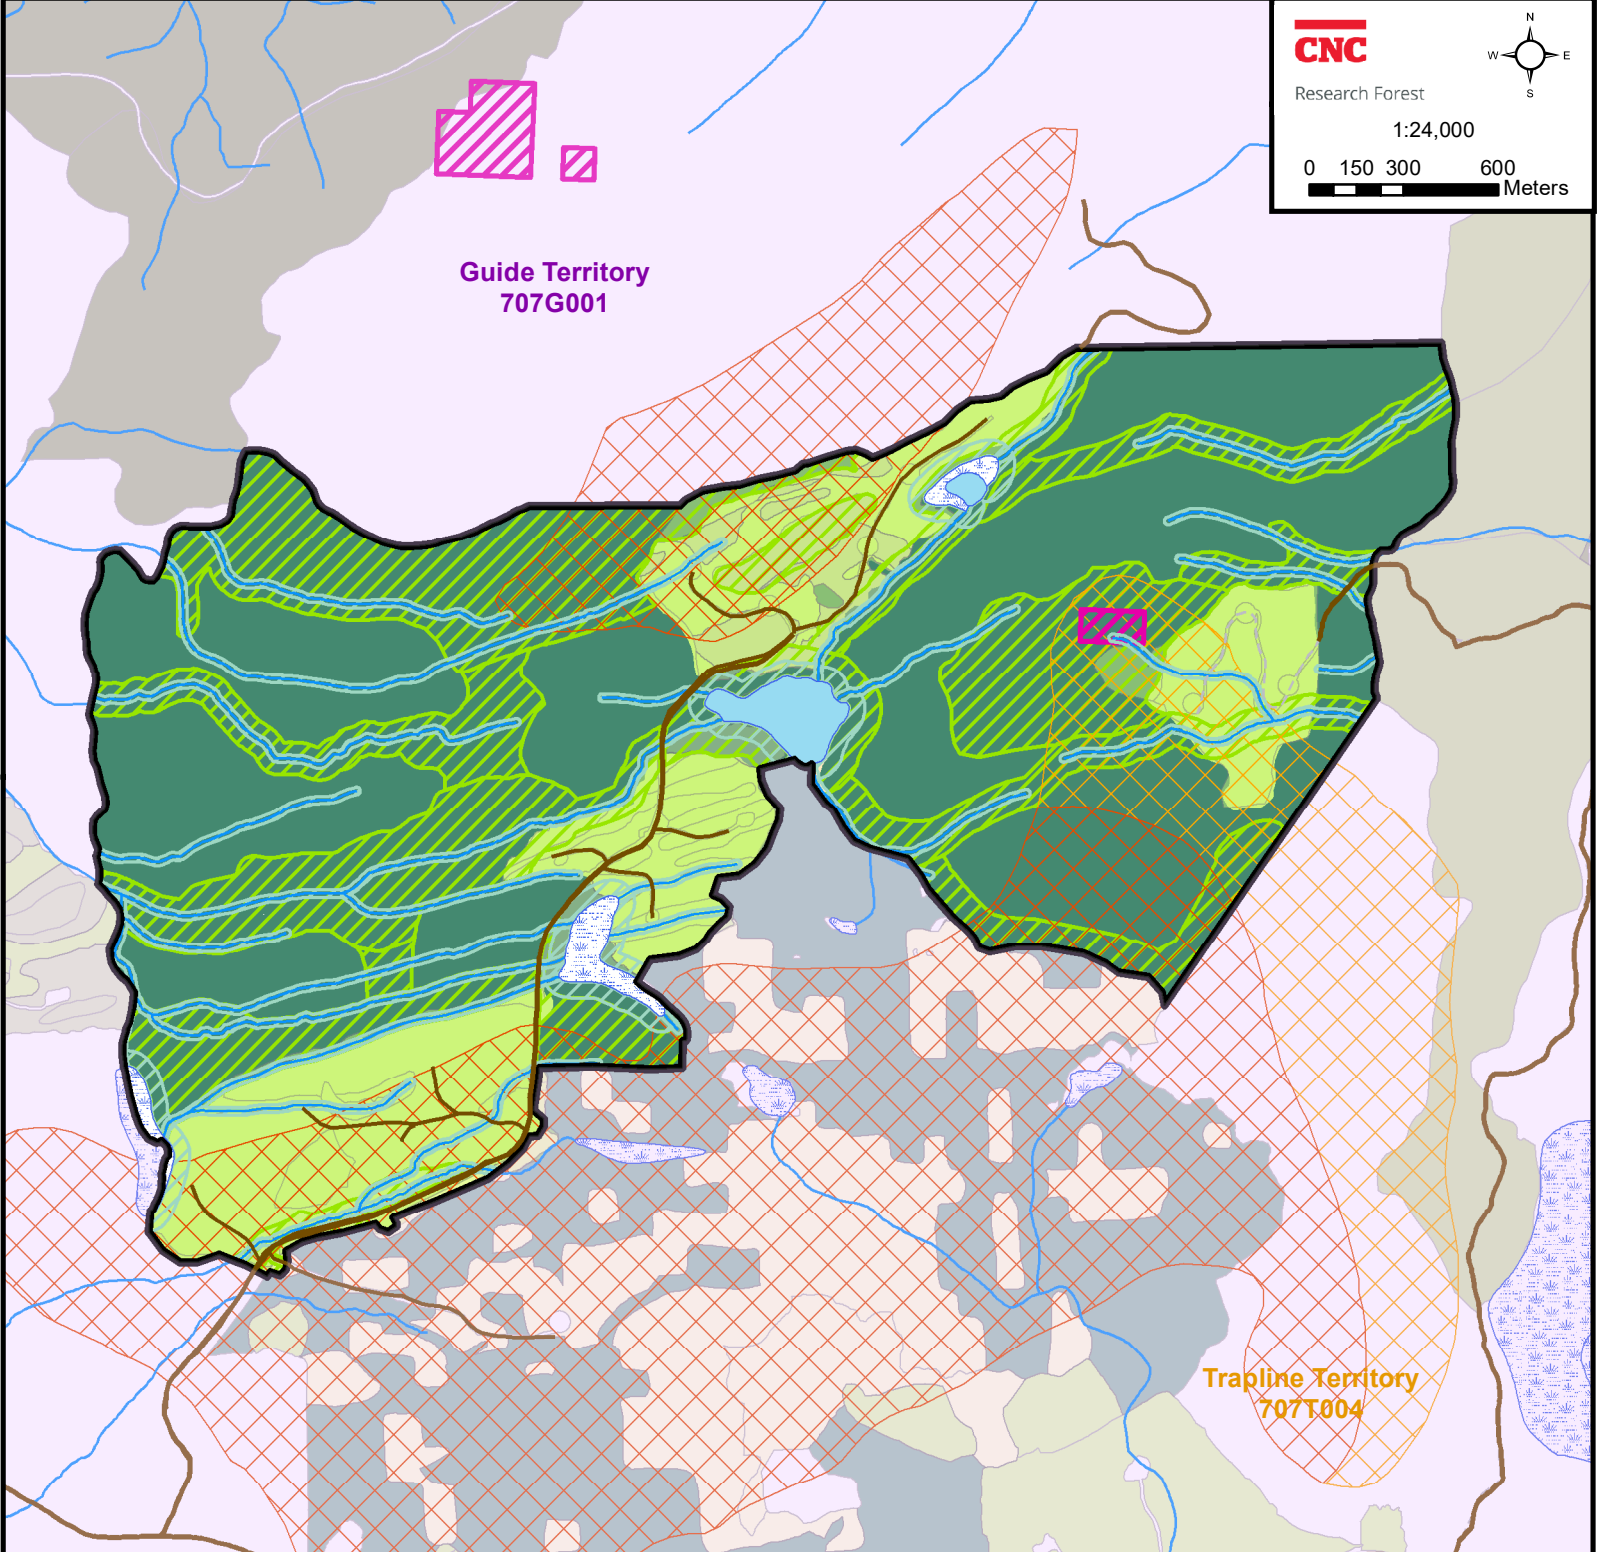 CNC
Research Forest
N
W E
S
1:24,000
0 150 300 600
Meters
Guide Territory
707G001
Trapline Territory
707T004